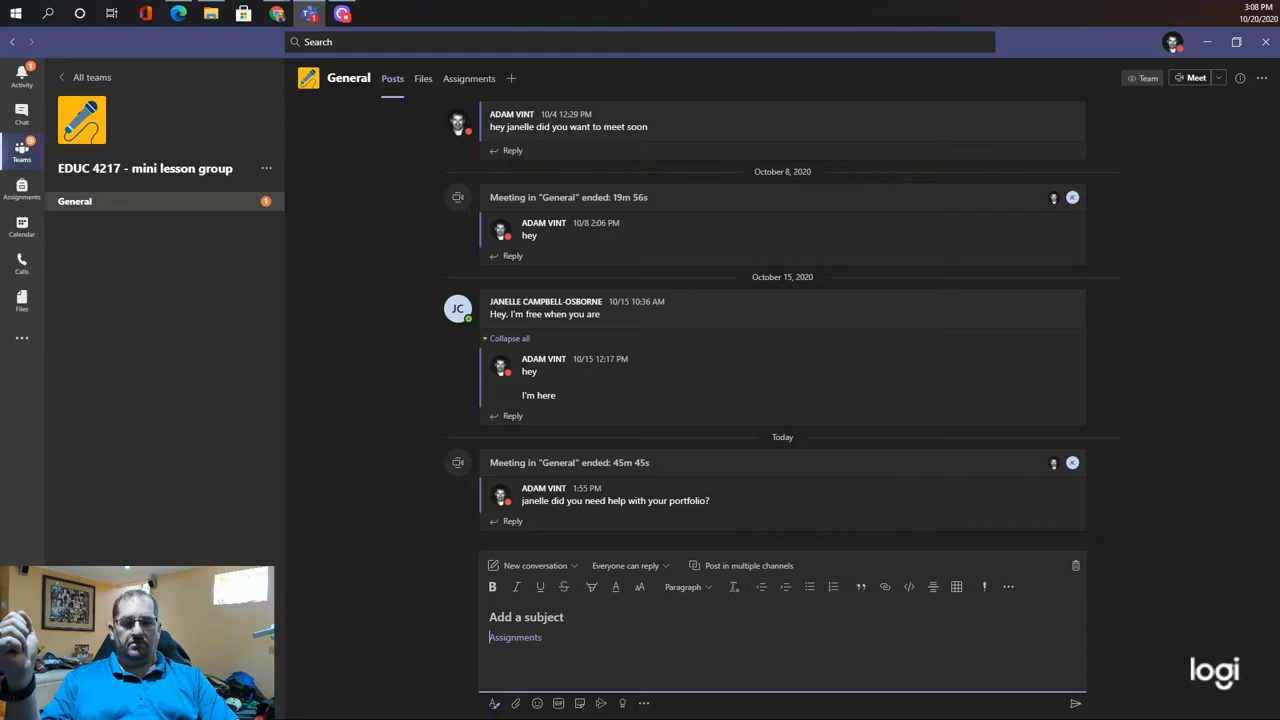 3:08 PM
10/20/2020
Search
Activity
Chat
Teams
Assignments
Calendar
Calls
Files
All teams
EDUC 4217 - mini lesson group
General 1
General Posts Files Assignments
Team Meet
ADAM VINT 10/4 12:29 PM
hey janelle did you want to meet soon
Reply
October 8, 2020
Meeting in "General" ended: 19m 56s
ADAM VINT 10/8 2:06 PM
hey
Reply
October 15, 2020
JC
JANELLE CAMPBELL-OSBORNE 10/15 10:36 AM
Hey. I'm free when you are
Collapse all
ADAM VINT 10/15 12:17 PM
hey
I'm here
Reply
Today
Meeting in "General" ended: 45m 45s
ADAM VINT 1:55 PM
janelle did you need help with your portfolio?
Reply
New conversation Everyone can reply Post in multiple channels
B I U S A AA Paragraph
Add a subject
Assignments
logi